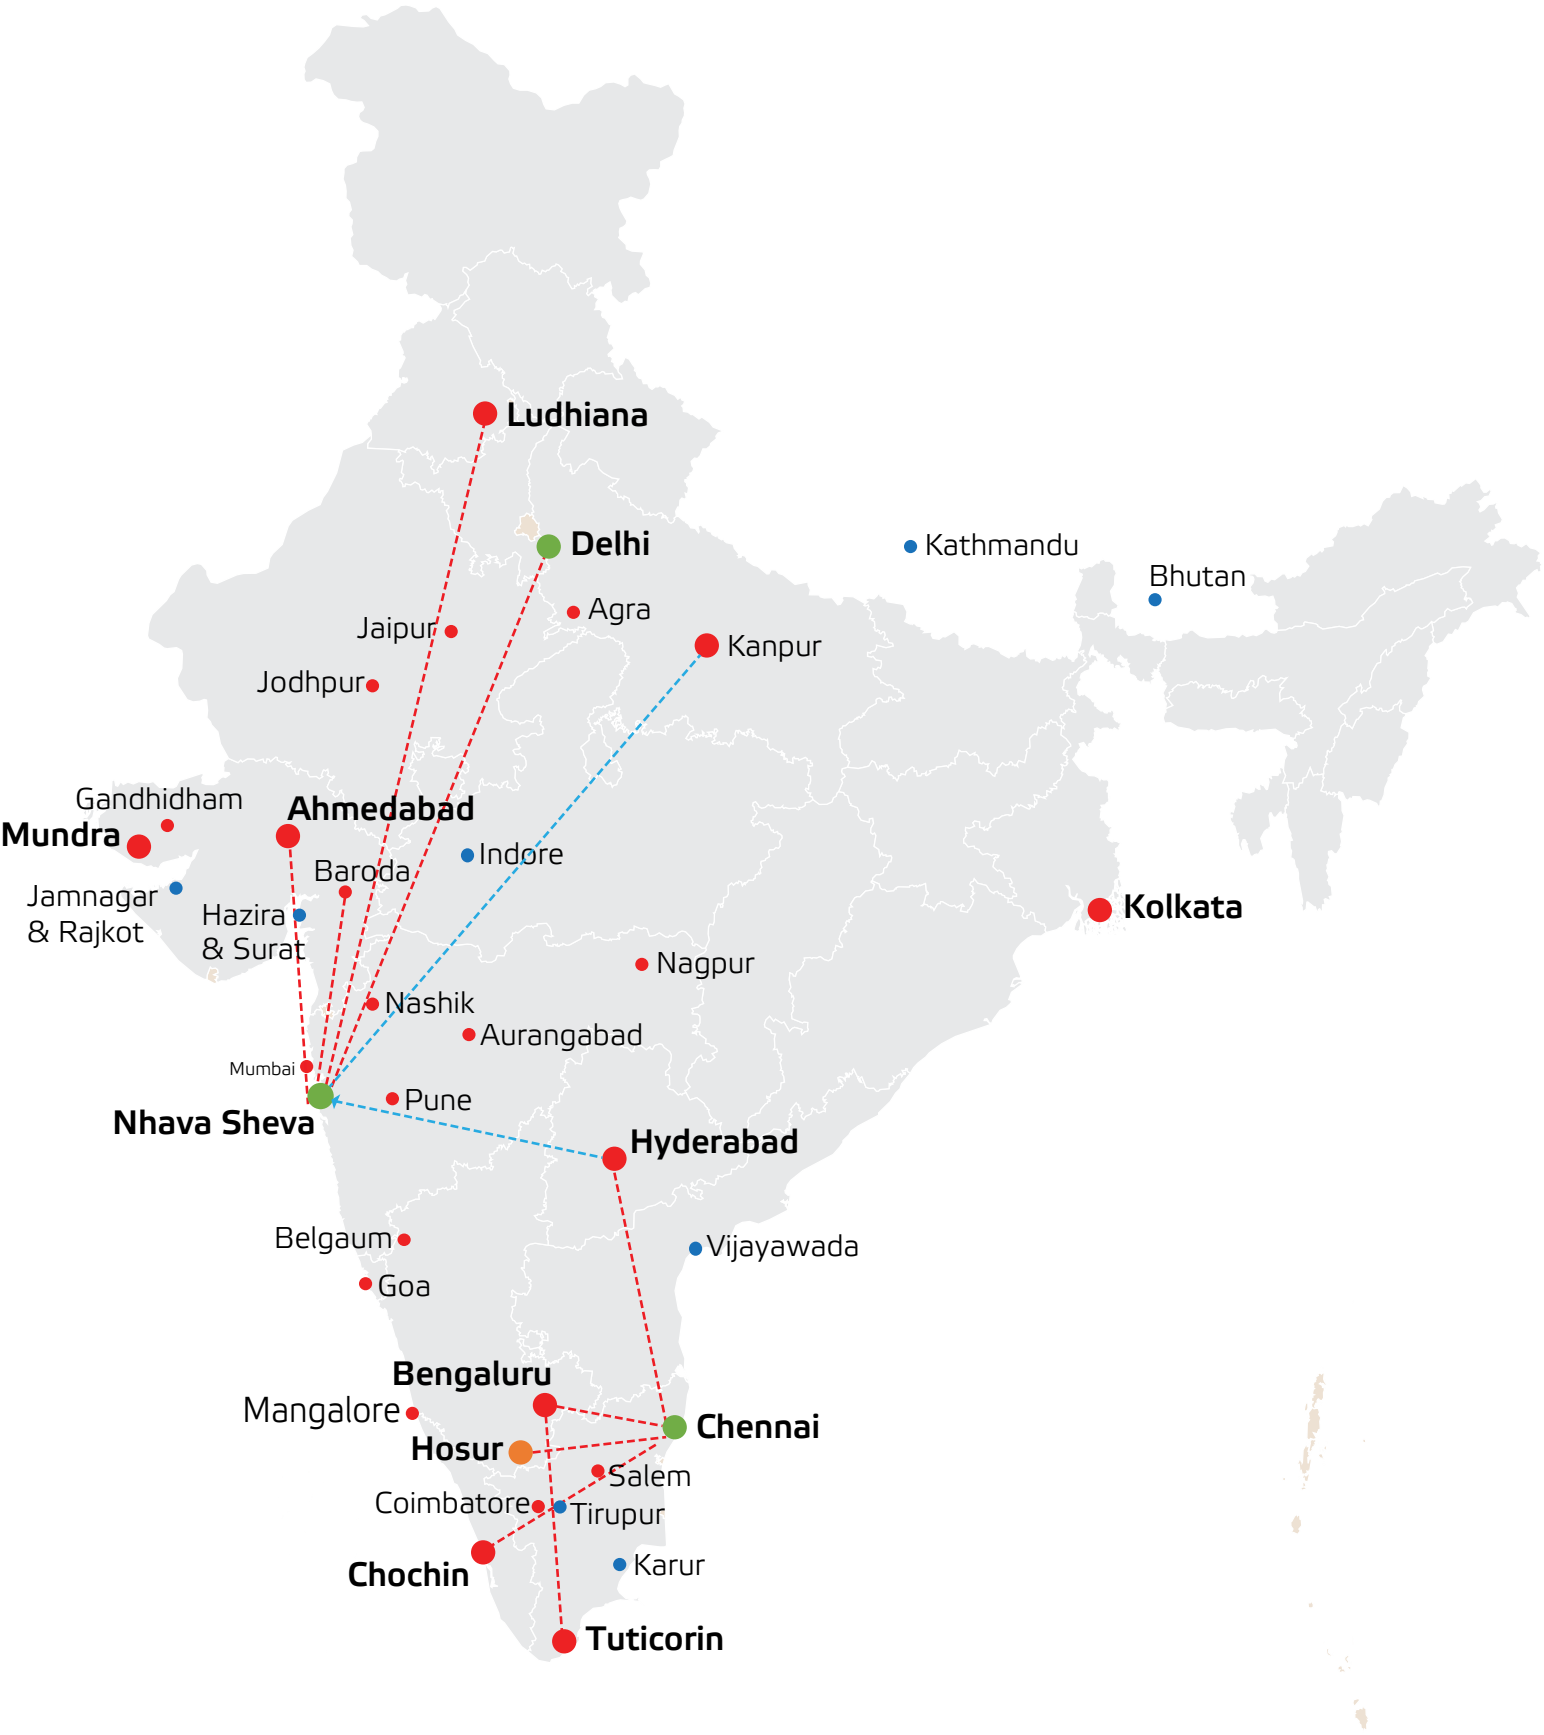 Ludhiana
Delhi
Kathmandu
Bhutan
Agra
Jaipur
Kanpur
Jodhpur
Gandhidham
Ahmedabad
Mundra
Indore
Baroda
Jamnagar
& Rajkot
Hazira
& Surat
Kolkata
Nagpur
Nashik
Aurangabad
Mumbai
Pune
Nhava Sheva
Hyderabad
Belgaum
Vijayawada
Goa
Bengaluru
Mangalore
Chennai
Hosur
Salem
Coimbatore
Tirupur
Karur
Chochin
Tuticorin